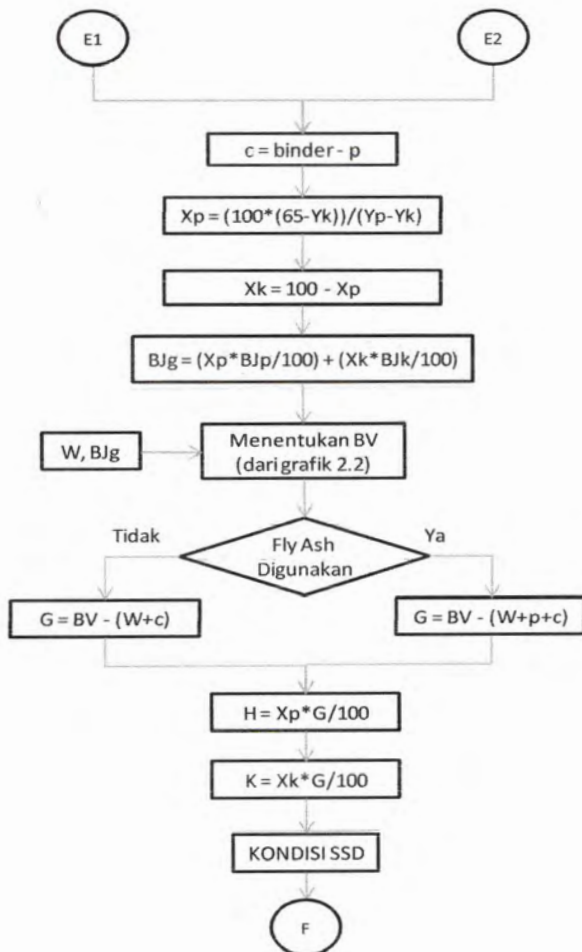 E1
E2
c = binder - p
Xp = (100*(65-Yk))/(Yp-Yk)
Xk = 100 - Xp
BJg = (Xp*BJp/100) + (Xk*BJk/100)
W, BJg
Menentukan BV
(dari grafik 2.2)
Tidak
Ya
Fly Ash
Digunakan
G = BV - (W+c)
G = BV - (W+p+c)
H = Xp*G/100
K = Xk*G/100
KONDISI SSD
F